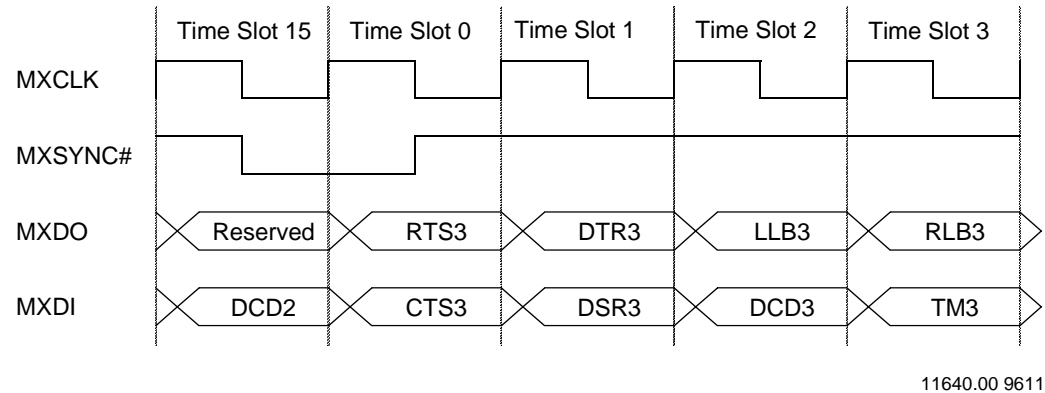 Time Slot 15 Time Slot 0 Time Slot 1 Time Slot 2 Time Slot 3
MXCLK
MXSYNC#
MXDO Reserved RTS3 DTR3 LLB3 RLB3
MXDI DCD2 CTS3 DSR3 DCD3 TM3
11640.00 9611